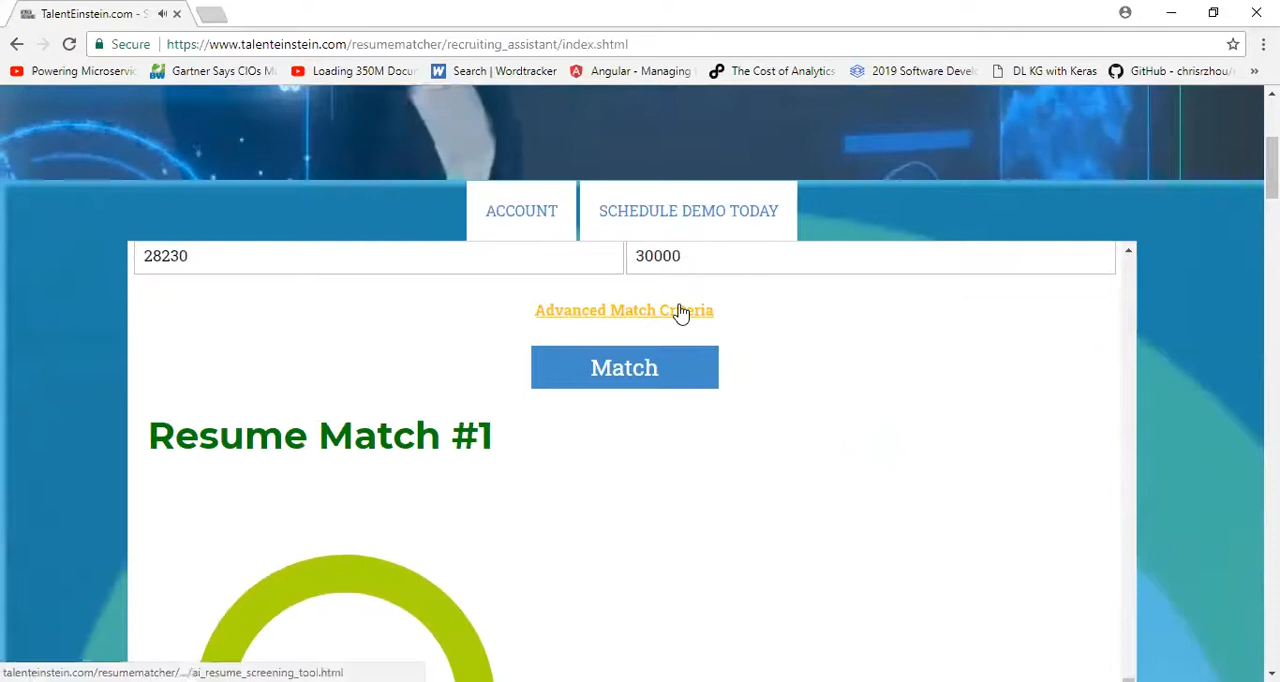 TalentEinstein.com - S
Secure
https://www.talenteinstein.com/resumematcher/recruiting_assistant/index.shtml
Powering Microservic
Gartner Says CIOs M
Loading 350M Docu
Search | Wordtracker
Angular - Managing
The Cost of Analytics
2019 Software Devel
DL KG with Keras
GitHub - chrisrzhou/
»
ACCOUNT
SCHEDULE DEMO TODAY
28230
30000
Advanced Match Criteria
Match
Resume Match #1
talenteinstein.com/resumematcher/.../ai_resume_screening_tool.html